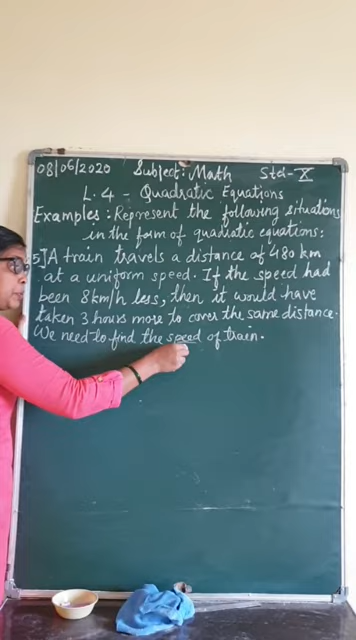 08/06/2020 Subject: Math Std-X
L. 4 - Quadratic Equations
Examples: Represent the following situations
in the form of quadratic equations:
5] A train travels a distance of 480 km
at a uniform speed. If the speed had
been 8 km/h less, then it would have
taken 3 hours more to cover the same distance.
We need to find the speed of train.